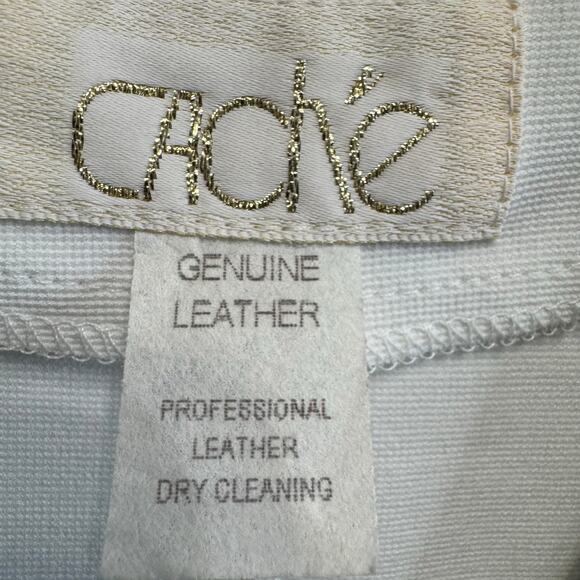 CAché
GENUINE
LEATHER
PROFESSIONAL
LEATHER
DRY CLEANING